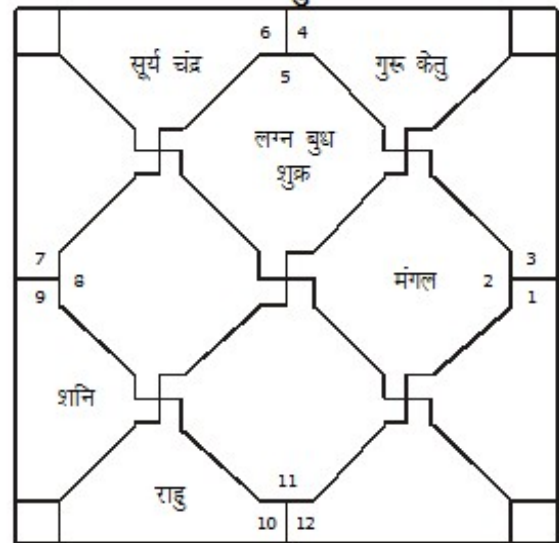 6 4
सूर्य चंद्र
गुरू केतु
5
लग्न बुध
शुक्र
7
3
8
मंगल
2
9
1
शनि
11
राहु
10 12